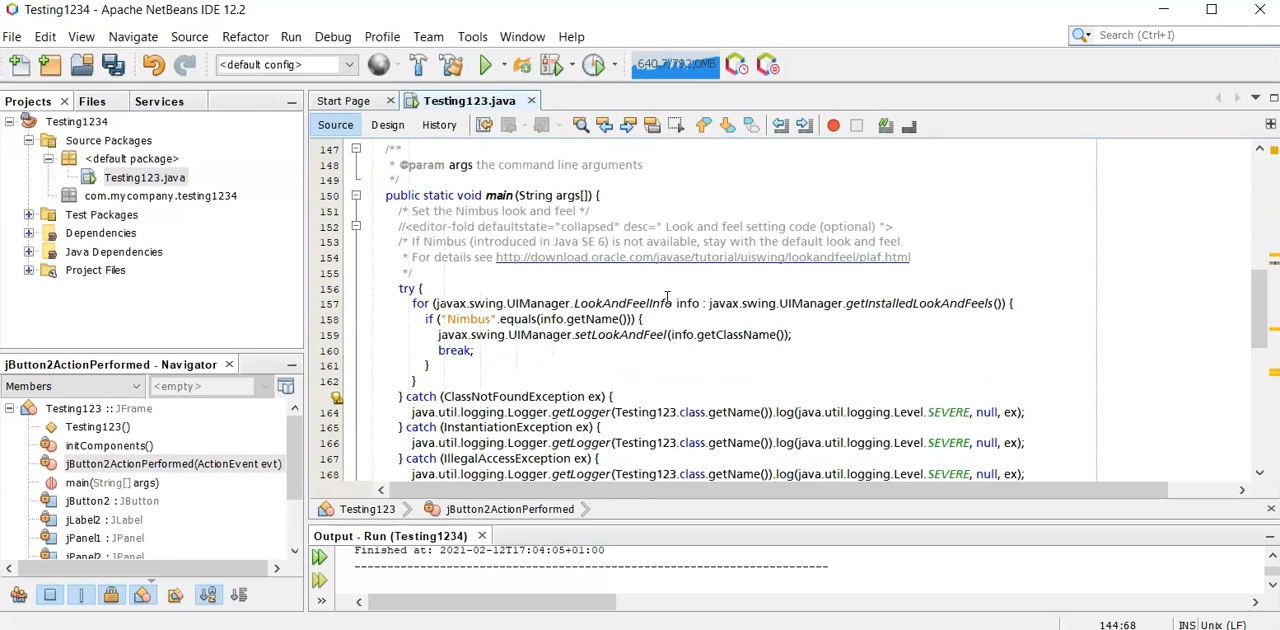 Testing1234 - Apache NetBeans IDE 12.2
File Edit View Navigate Source Refactor Run Debug Profile Team Tools Window Help
Search (Ctrl+I)
<default config>
640.7/792.0MB
Projects Files Services
Start Page Testing123.java
Source Design History
Testing1234
Source Packages
<default package>
Testing123.java
com.mycompany.testing1234
Test Packages
Dependencies
Java Dependencies
Project Files
147 /**
148 * @param args the command line arguments
149 */
150 public static void main (String args[]) {
151 /* Set the Nimbus look and feel */
152 //<editor-fold defaultstate="collapsed" desc=" Look and feel setting code (optional) ">
153 /* If Nimbus (introduced in Java SE 6) is not available, stay with the default look and feel.
154 * For details see http://download.oracle.com/javase/tutorial/uiswing/lookandfeel/plaf.html
155 */
156 try {
157 for (javax.swing.UIManager.LookAndFeelInfo info : javax.swing.UIManager.getInstalledLookAndFeels()) {
158 if ("Nimbus".equals(info.getName())) {
159 javax.swing.UIManager.setLookAndFeel(info.getClassName());
160 break;
161 }
162 }
} catch (ClassNotFoundException ex) {
164 java.util.logging.Logger.getLogger(Testing123.class.getName()).log(java.util.logging.Level.SEVERE, null, ex);
165 } catch (InstantiationException ex) {
166 java.util.logging.Logger.getLogger(Testing123.class.getName()).log(java.util.logging.Level.SEVERE, null, ex);
167 } catch (IllegalAccessException ex) {
168 java.util.logging.Logger.getLogger(Testing123.class.getName()).log(java.util.logging.Level.SEVERE, null, ex);
jButton2ActionPerformed - Navigator
Members <empty>
Testing123 :: JFrame
Testing123()
initComponents()
jButton2ActionPerformed(ActionEvent evt)
main(String[] args)
jButton2 : JButton
jLabel2 : JLabel
jPanel1 : JPanel
jPanel2 : JPanel
Testing123 jButton2ActionPerformed
Output - Run (Testing1234)
Finished at: 2021-02-12T17:04:05+01:00
------------------------------------------------------------------------
144:68 INS Unix (LF)